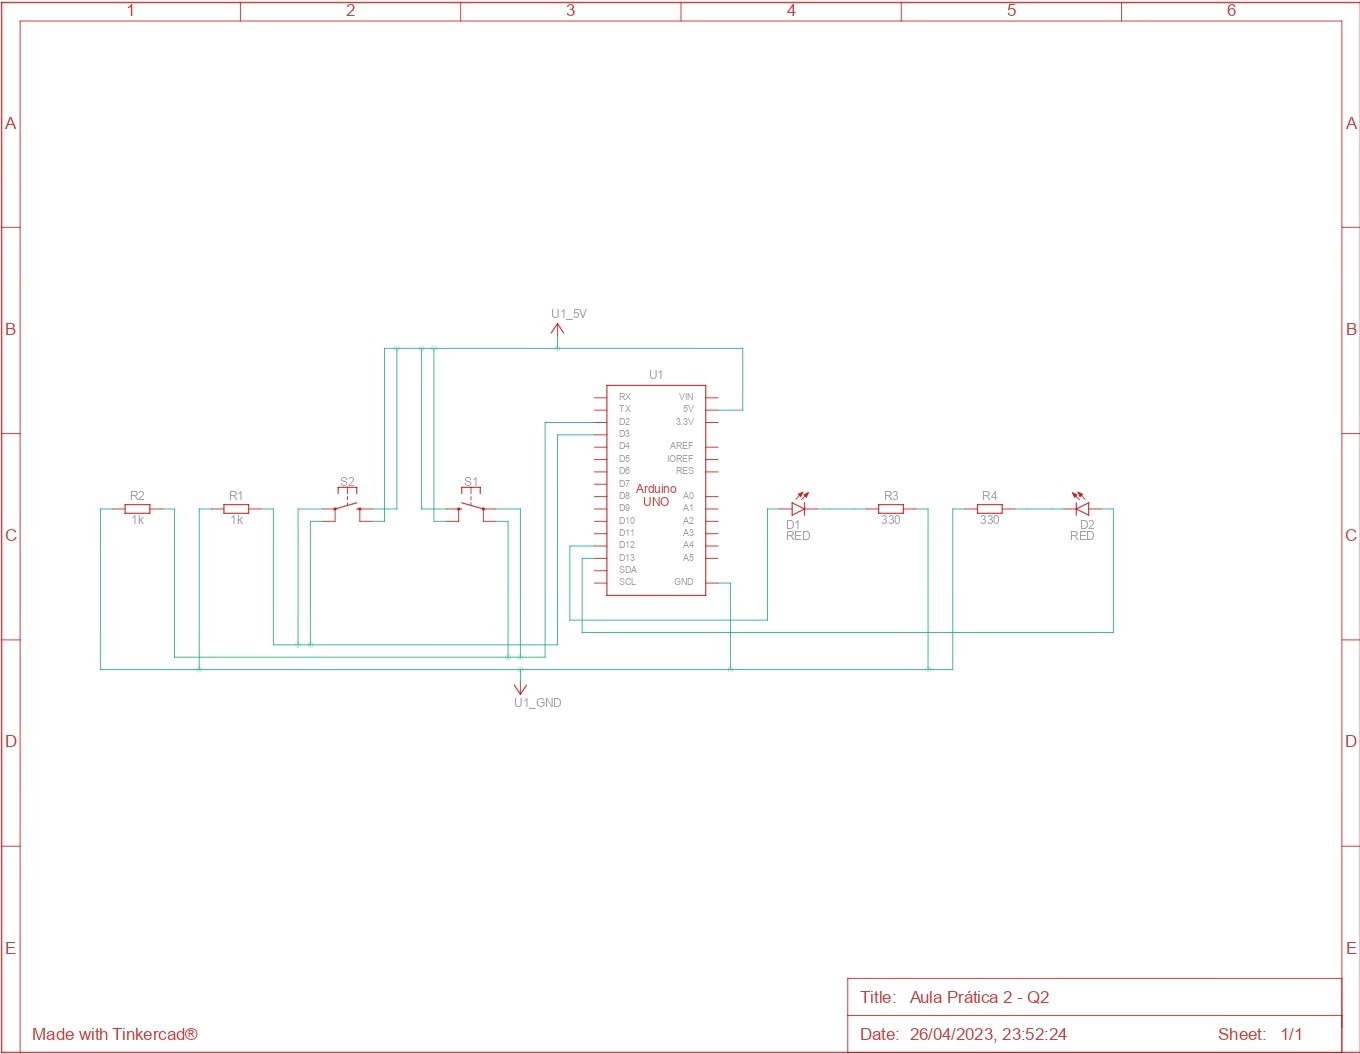 1 2 3 4 5 6
A A
U1_5V
B B
U1
RX VIN
TX 5V
D2 3.3V
D3
D4 AREF
D5 IOREF
D6 RES
D7
D8 A0
D9 A1
D10 A2
D11 A3
D12 A4
D13 A5
SDA
SCL GND
Arduino
UNO
R2
1k
R1
1k
S2
S1
D1
RED
R3
330
R4
330
D2
RED
C C
U1_GND
D D
E E
Title: Aula Prática 2 - Q2
Made with Tinkercad®
Date: 26/04/2023, 23:52:24 Sheet: 1/1